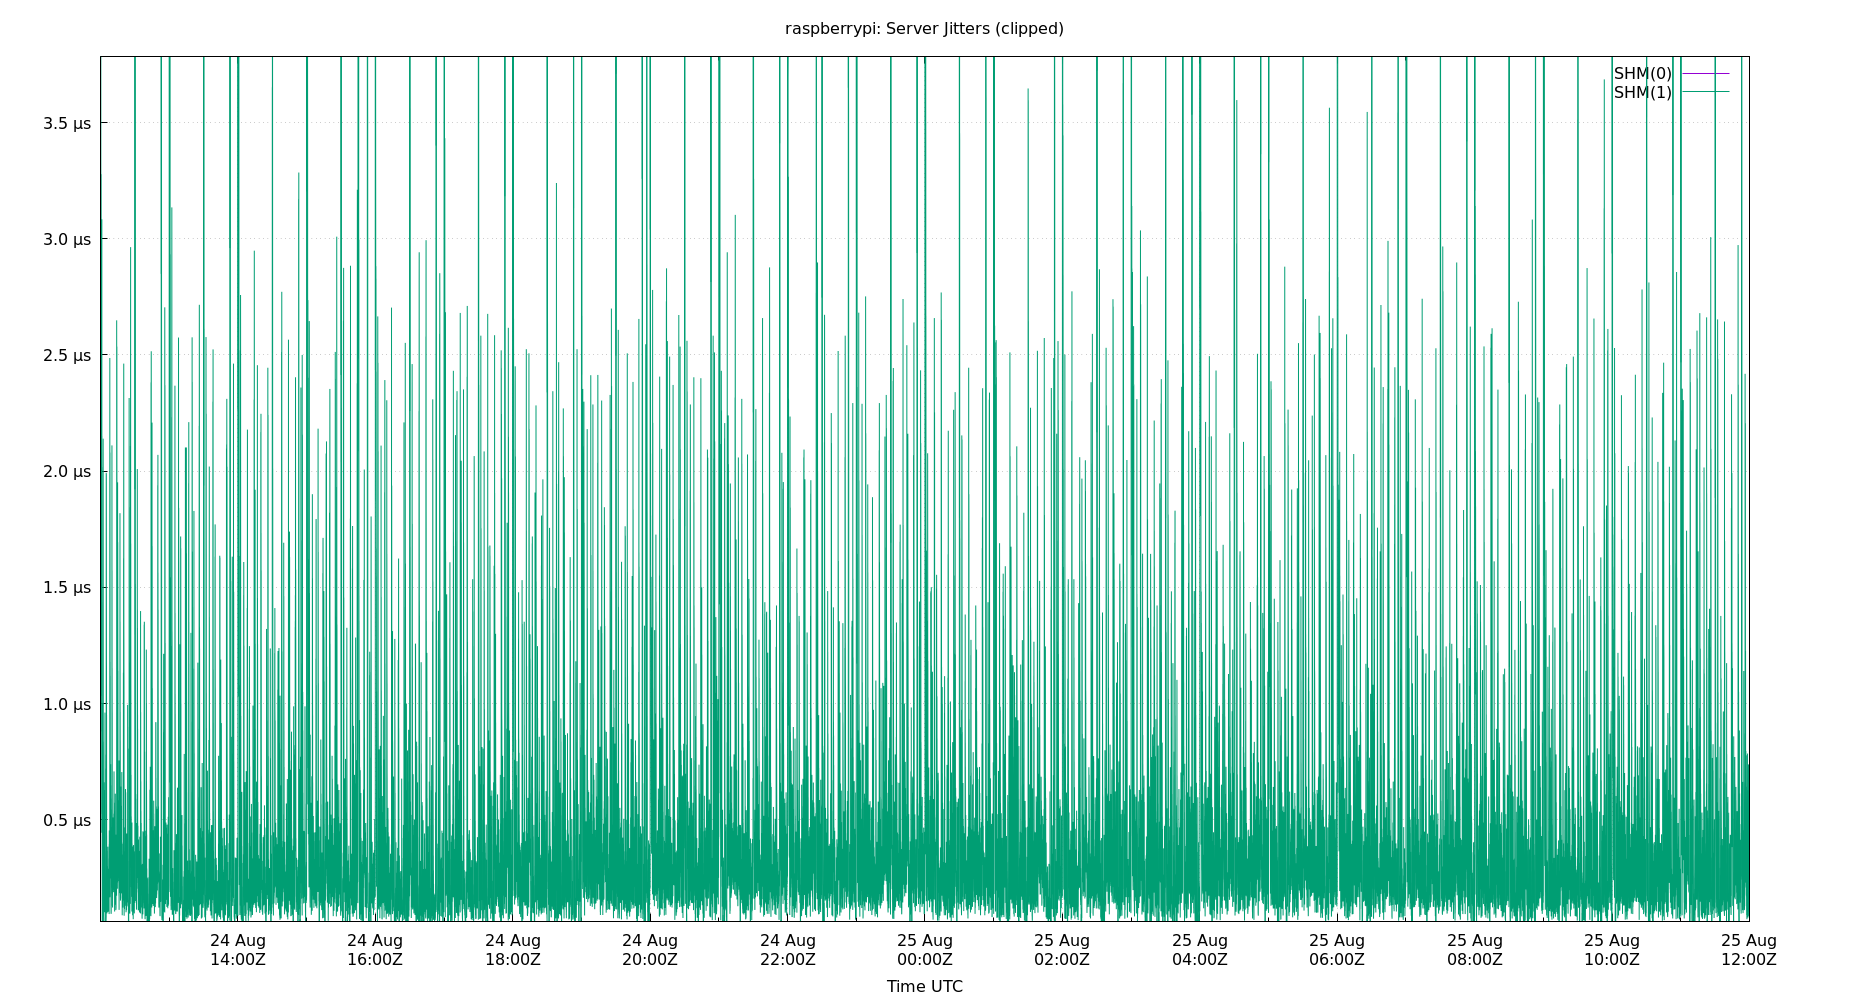 raspberrypi: Server Jitters (clipped)
SHM(0)
SHM(1)
3.5 µs
3.0 µs
2.5 µs
2.0 µs
1.5 µs
1.0 µs
0.5 µs
24 Aug 24 Aug 24 Aug 24 Aug 24 Aug 25 Aug 25 Aug 25 Aug 25 Aug 25 Aug 25 Aug 25 Aug
14:00Z 16:00Z 18:00Z 20:00Z 22:00Z 00:00Z 02:00Z 04:00Z 06:00Z 08:00Z 10:00Z 12:00Z
Time UTC